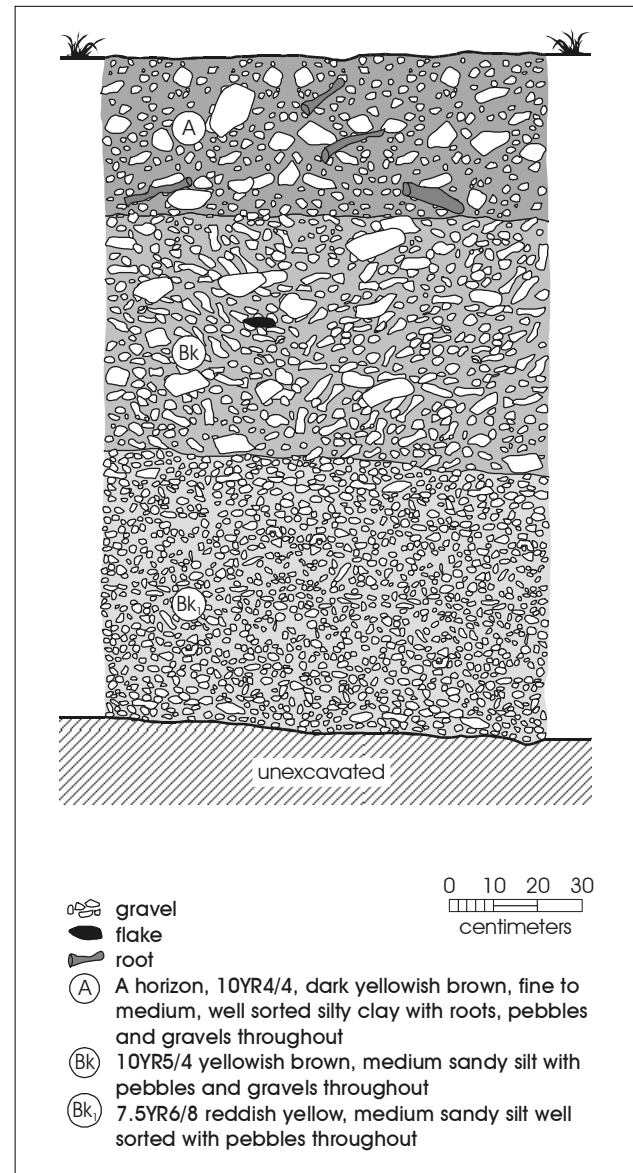 A
Bk
Bk₁
unexcavated
0 10 20 30
centimeters
gravel
flake
root
A A horizon, 10YR4/4, dark yellowish brown, fine to
medium, well sorted silty clay with roots, pebbles
and gravels throughout
Bk 10YR5/4 yellowish brown, medium sandy silt with
pebbles and gravels throughout
Bk₁ 7.5YR6/8 reddish yellow, medium sandy silt well
sorted with pebbles throughout